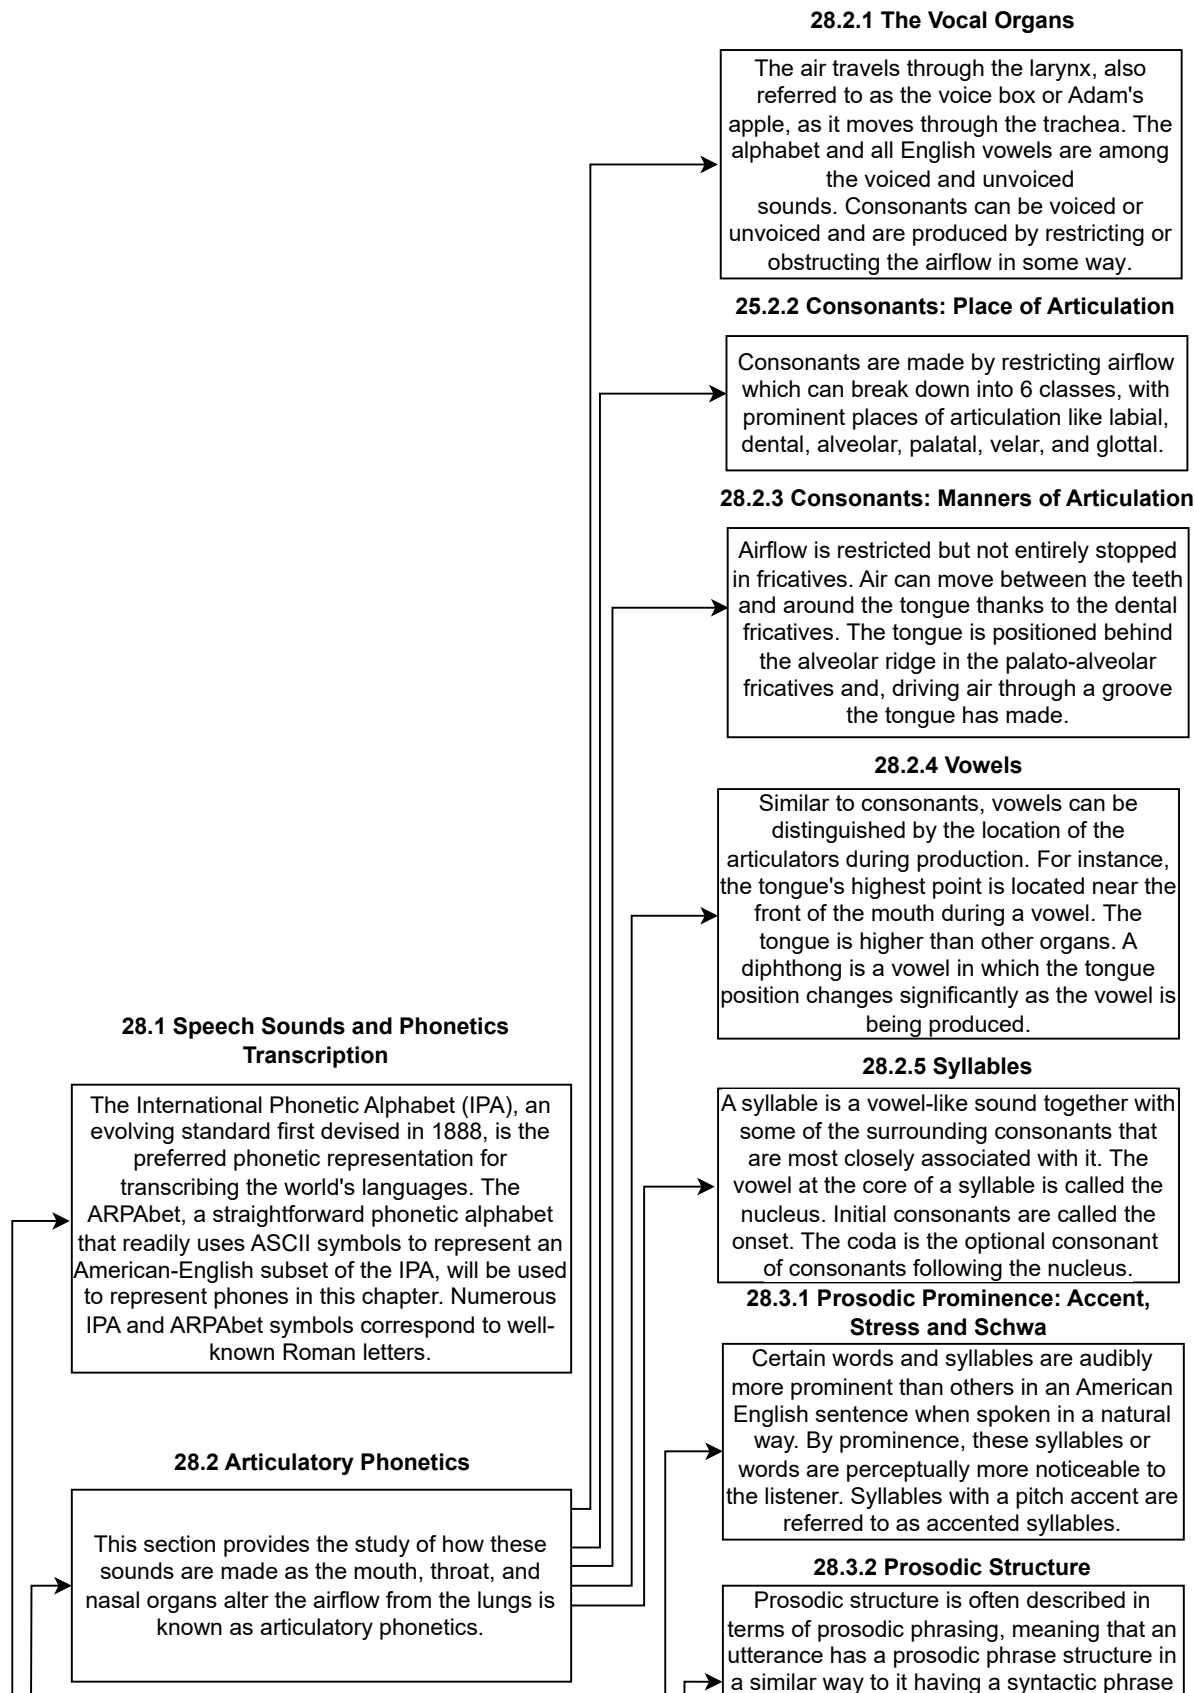 28.2.1 The Vocal Organs
The air travels through the larynx, also
referred to as the voice box or Adam's
apple, as it moves through the trachea. The
alphabet and all English vowels are among
the voiced and unvoiced
sounds. Consonants can be voiced or
unvoiced and are produced by restricting or
obstructing the airflow in some way.
25.2.2 Consonants: Place of Articulation
Consonants are made by restricting airflow
which can break down into 6 classes, with
prominent places of articulation like labial,
dental, alveolar, palatal, velar, and glottal.
28.2.3 Consonants: Manners of Articulation
Airflow is restricted but not entirely stopped
in fricatives. Air can move between the teeth
and around the tongue thanks to the dental
fricatives. The tongue is positioned behind
the alveolar ridge in the palato-alveolar
fricatives and, driving air through a groove
the tongue has made.
28.2.4 Vowels
Similar to consonants, vowels can be
distinguished by the location of the
articulators during production. For instance,
the tongue's highest point is located near the
front of the mouth during a vowel. The
tongue is higher than other organs. A
diphthong is a vowel in which the tongue
position changes significantly as the vowel is
being produced.
28.1 Speech Sounds and Phonetics
Transcription
The International Phonetic Alphabet (IPA), an
evolving standard first devised in 1888, is the
preferred phonetic representation for
transcribing the world's languages. The
ARPAbet, a straightforward phonetic alphabet
that readily uses ASCII symbols to represent an
American-English subset of the IPA, will be used
to represent phones in this chapter. Numerous
IPA and ARPAbet symbols correspond to well-
known Roman letters.
28.2.5 Syllables
A syllable is a vowel-like sound together with
some of the surrounding consonants that
are most closely associated with it. The
vowel at the core of a syllable is called the
nucleus. Initial consonants are called the
onset. The coda is the optional consonant
of consonants following the nucleus.
28.3.1 Prosodic Prominence: Accent,
Stress and Schwa
Certain words and syllables are audibly
more prominent than others in an American
English sentence when spoken in a natural
way. By prominence, these syllables or
words are perceptually more noticeable to
the listener. Syllables with a pitch accent are
referred to as accented syllables.
28.2 Articulatory Phonetics
This section provides the study of how these
sounds are made as the mouth, throat, and
nasal organs alter the airflow from the lungs is
known as articulatory phonetics.
28.3.2 Prosodic Structure
Prosodic structure is often described in
terms of prosodic phrasing, meaning that an
utterance has a prosodic phrase structure in
a similar way to it having a syntactic phrase